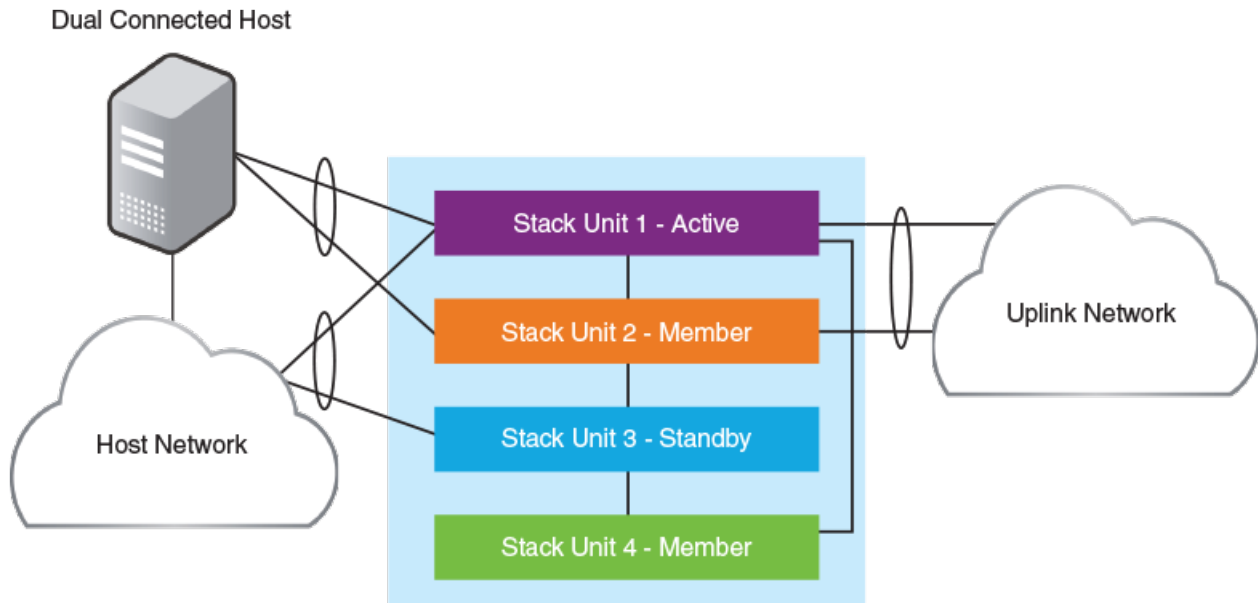 Dual Connected Host
Stack Unit 1 - Active
Stack Unit 2 - Member
Uplink Network
Stack Unit 3 - Standby
Host Network
Stack Unit 4 - Member